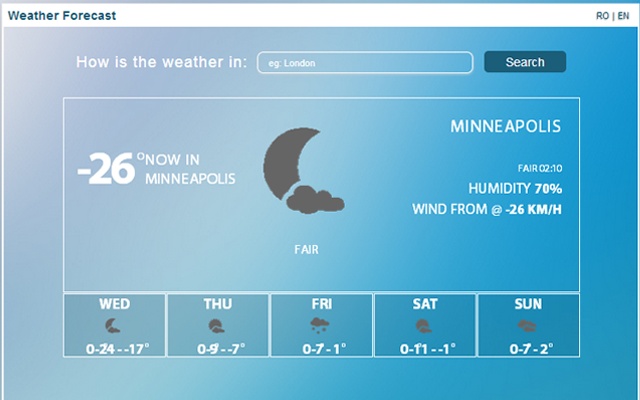 Weather Forecast
RO | EN
How is the weather in:
eg: London
Search
-26 °NOW IN
MINNEAPOLIS
FAIR
MINNEAPOLIS
FAIR 02:10
HUMIDITY 70%
WIND FROM @ -26 KM/H
WED
THU
FRI
SAT
SUN
0-24 - -17°
0-9 - -7°
0-7 - 1°
0-11 - -1°
0-7 - 2°